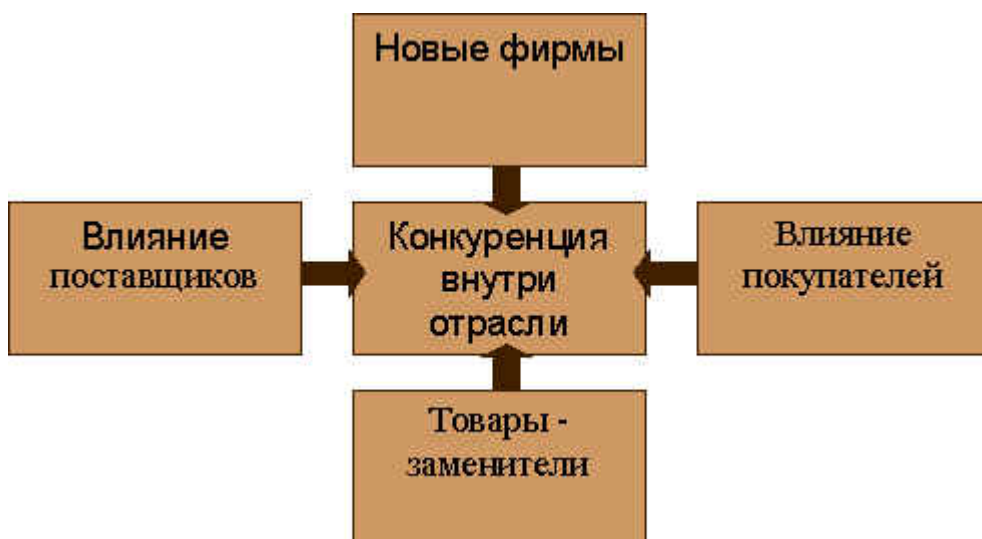 Новые фирмы
Влияние
поставщиков
Конкуренция
внутри
отрасли
Влияние
покупателей
Товары -
заменители